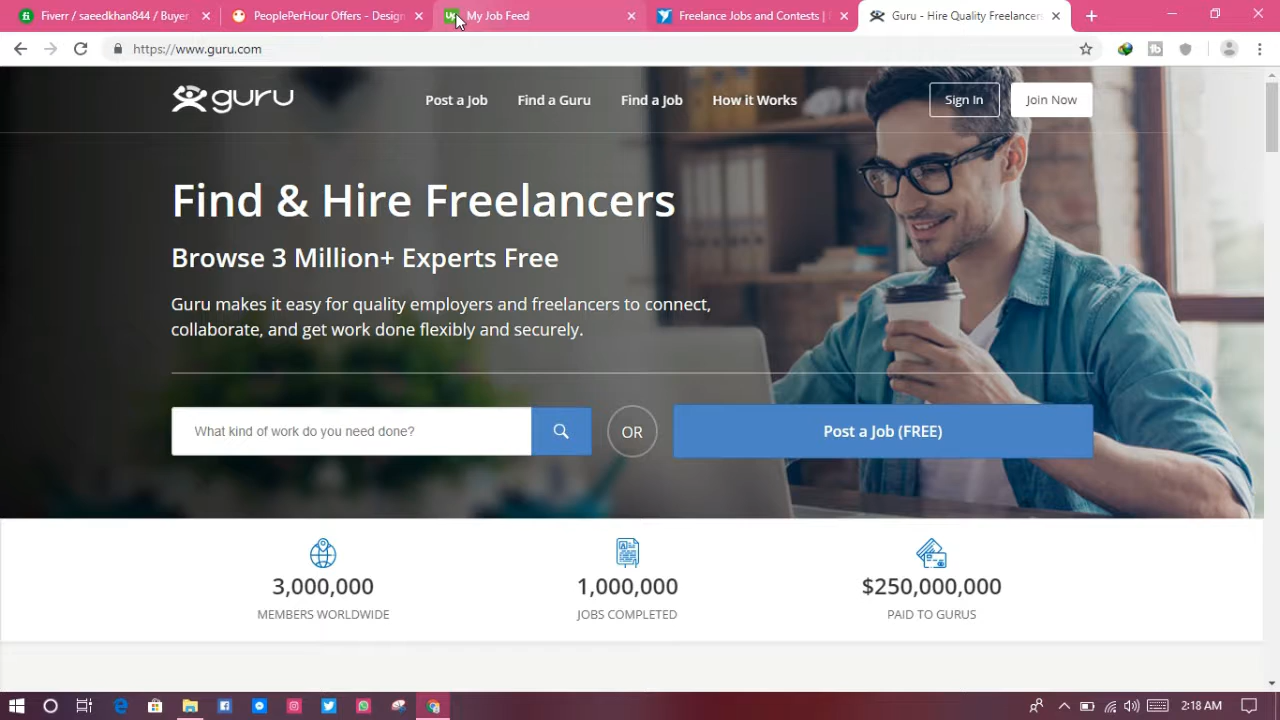 Fiverr / saeedkhan844 / Buyer
PeoplePerHour Offers - Design
My Job Feed
Freelance Jobs and Contests |
Guru - Hire Quality Freelancers
https://www.guru.com
guru
Post a Job
Find a Guru
Find a Job
How it Works
Sign In
Join Now
Find & Hire Freelancers
Browse 3 Million+ Experts Free
Guru makes it easy for quality employers and freelancers to connect,
collaborate, and get work done flexibly and securely.
What kind of work do you need done?
OR
Post a Job (FREE)
3,000,000
MEMBERS WORLDWIDE
1,000,000
JOBS COMPLETED
$250,000,000
PAID TO GURUS
2:18 AM